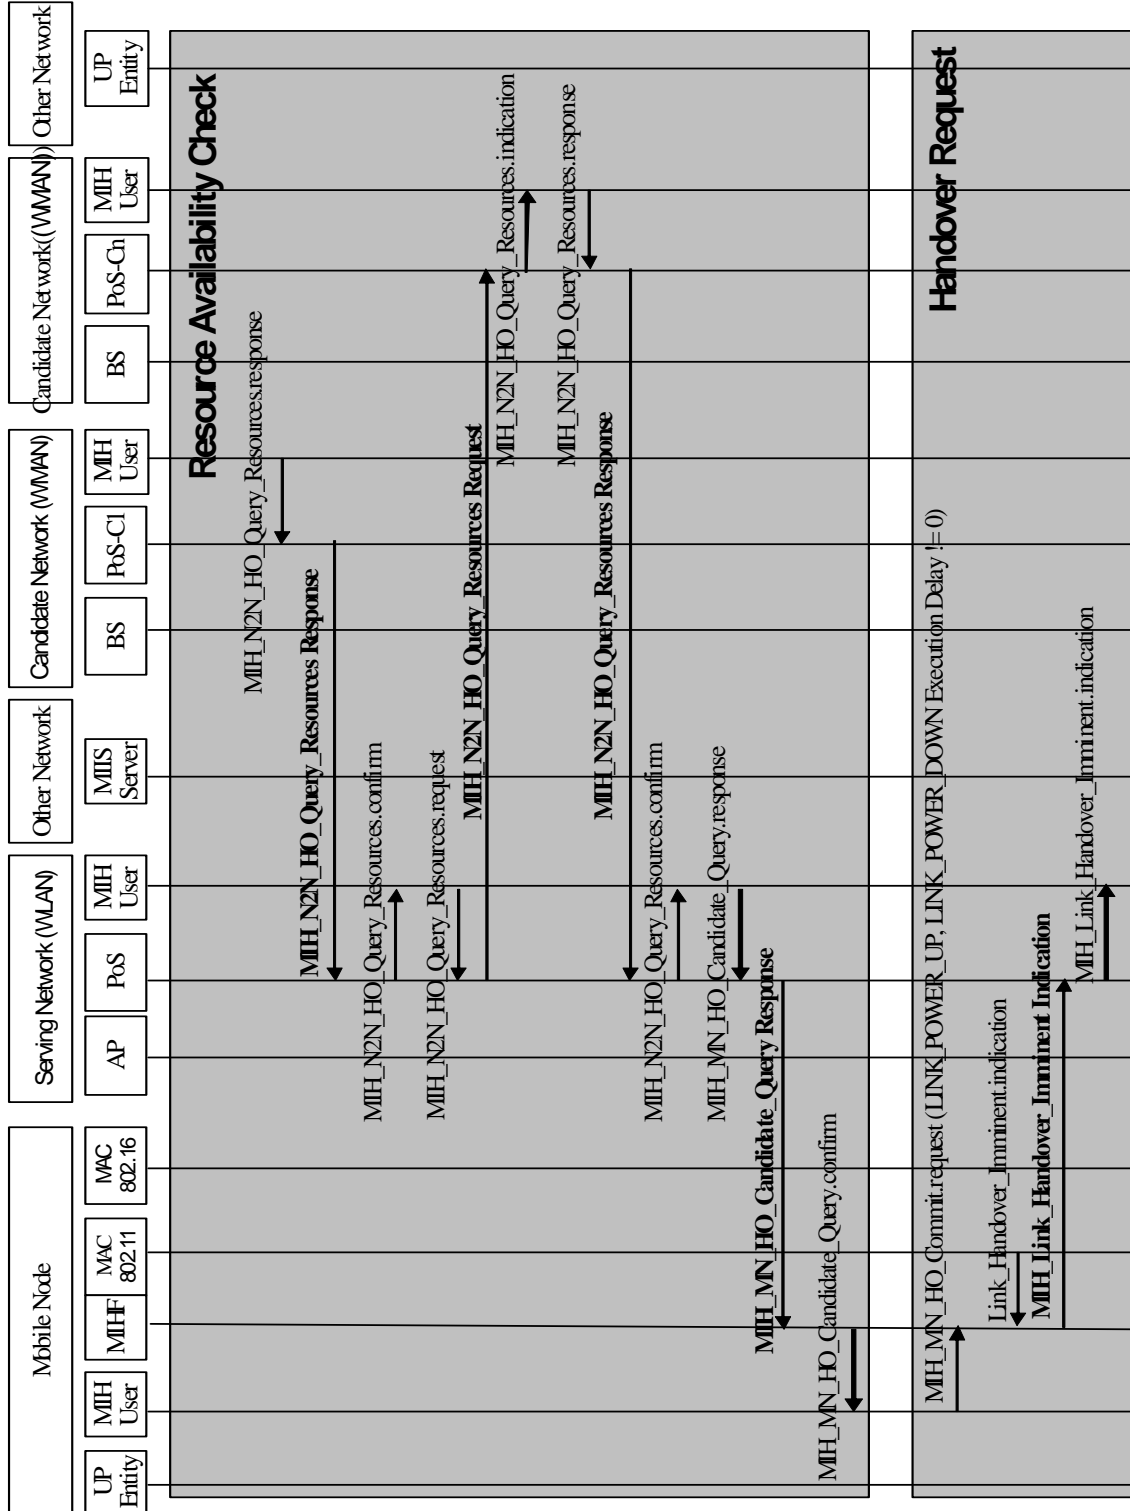 Mobile Node
Serving Network (WLAN)
Other Network
Candidate Network (WMAN)
Candidate Network((WMAN))
Other Network
UP
Entity
MIH
User
MIHF
MAC
802.11
MAC
802.16
AP
PoS
MIH
User
MIIS
Server
BS
PoS-C1
MIH
User
BS
PoS-Cn
MIH
User
UP
Entity
Resource Availability Check
MIH_N2N_HO_Query_Resources.response
MIH_N2N_HO_Query_Resources Response
MIH_N2N_HO_Query_Resources.confirm
MIH_N2N_HO_Query_Resources.request
MIH_N2N_HO_Query_Resources Request
MIH_N2N_HO_Query_Resources.indication
MIH_N2N_HO_Query_Resources.response
MIH_N2N_HO_Query_Resources Response
MIH_N2N_HO_Query_Resources.confirm
MIH_MN_HO_Candidate_Query.response
MIH_MN_HO_Candidate_Query Response
MIH_MN_HO_Candidate_Query.confirm
Handover Request
MIH_MN_HO_Commit.request (LINK_POWER_UP, LINK_POWER_DOWN Execution Delay != 0)
Link_Handover_Imminent.indication
MIH_Link_Handover_Imminent Indication
MIH_Link_Handover_Imminent.indication